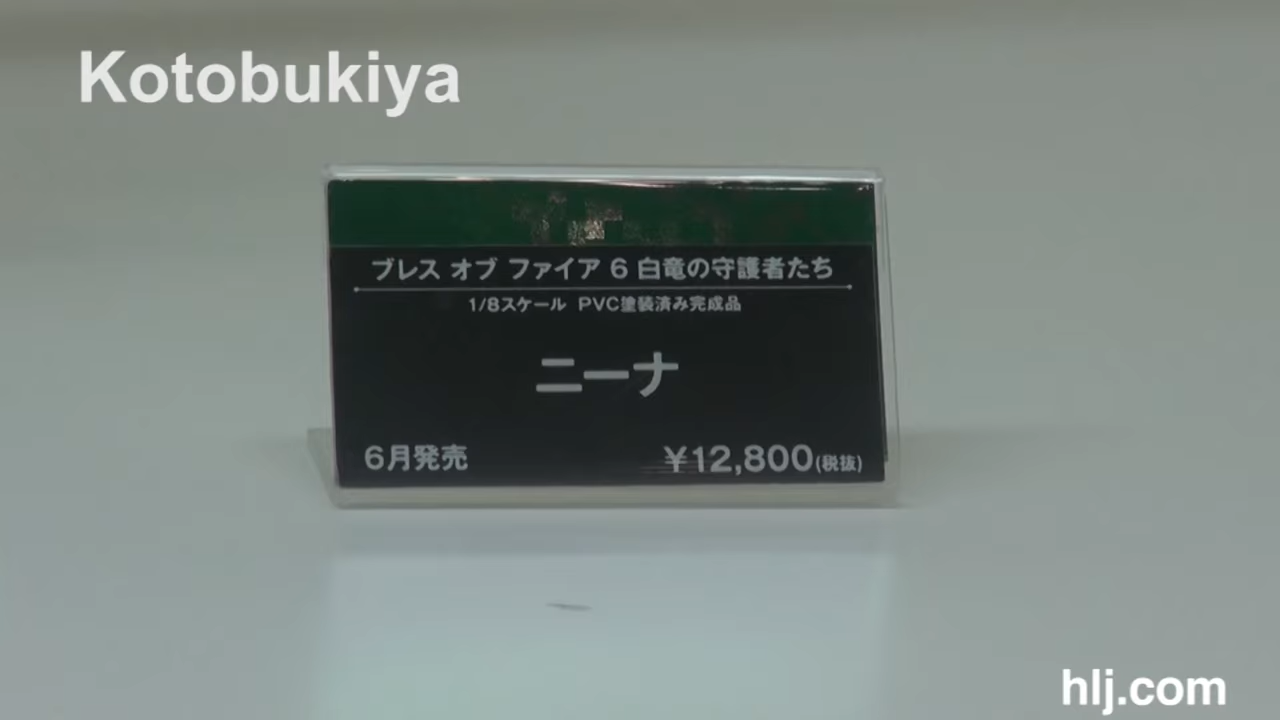 Kotobukiya
ブレス オブ ファイア 6 白竜の守護者たち
1/8スケール PVC塗装済み完成品
ニーナ
6月発売
¥12,800(税抜)
hlj.com